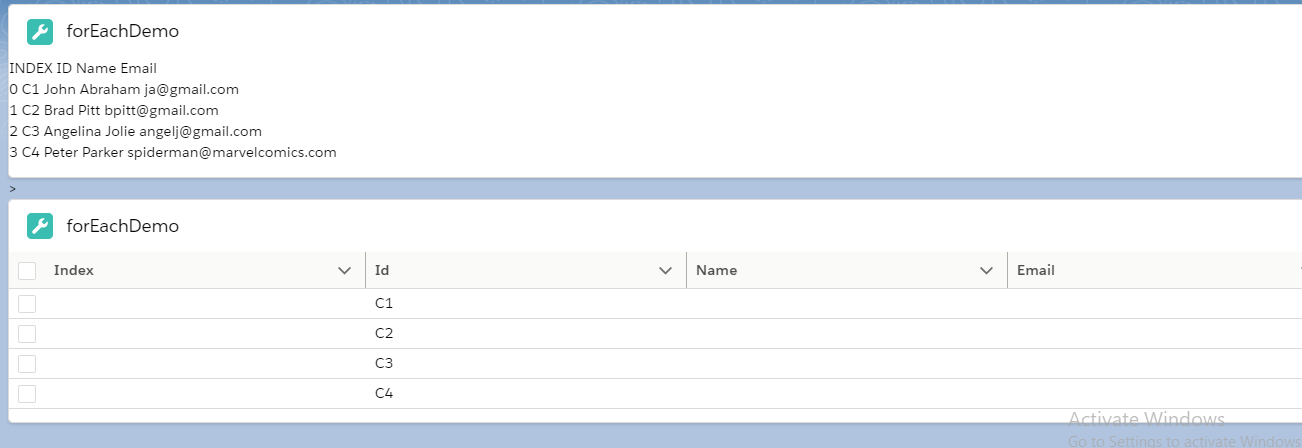 forEachDemo
INDEX ID Name Email
0 C1 John Abraham ja@gmail.com
1 C2 Brad Pitt bpitt@gmail.com
2 C3 Angelina Jolie angelj@gmail.com
3 C4 Peter Parker spiderman@marvelcomics.com
>
forEachDemo
Index Id Name Email
C1
C2
C3
C4
Activate Windows
Go to Settings to activate Windows